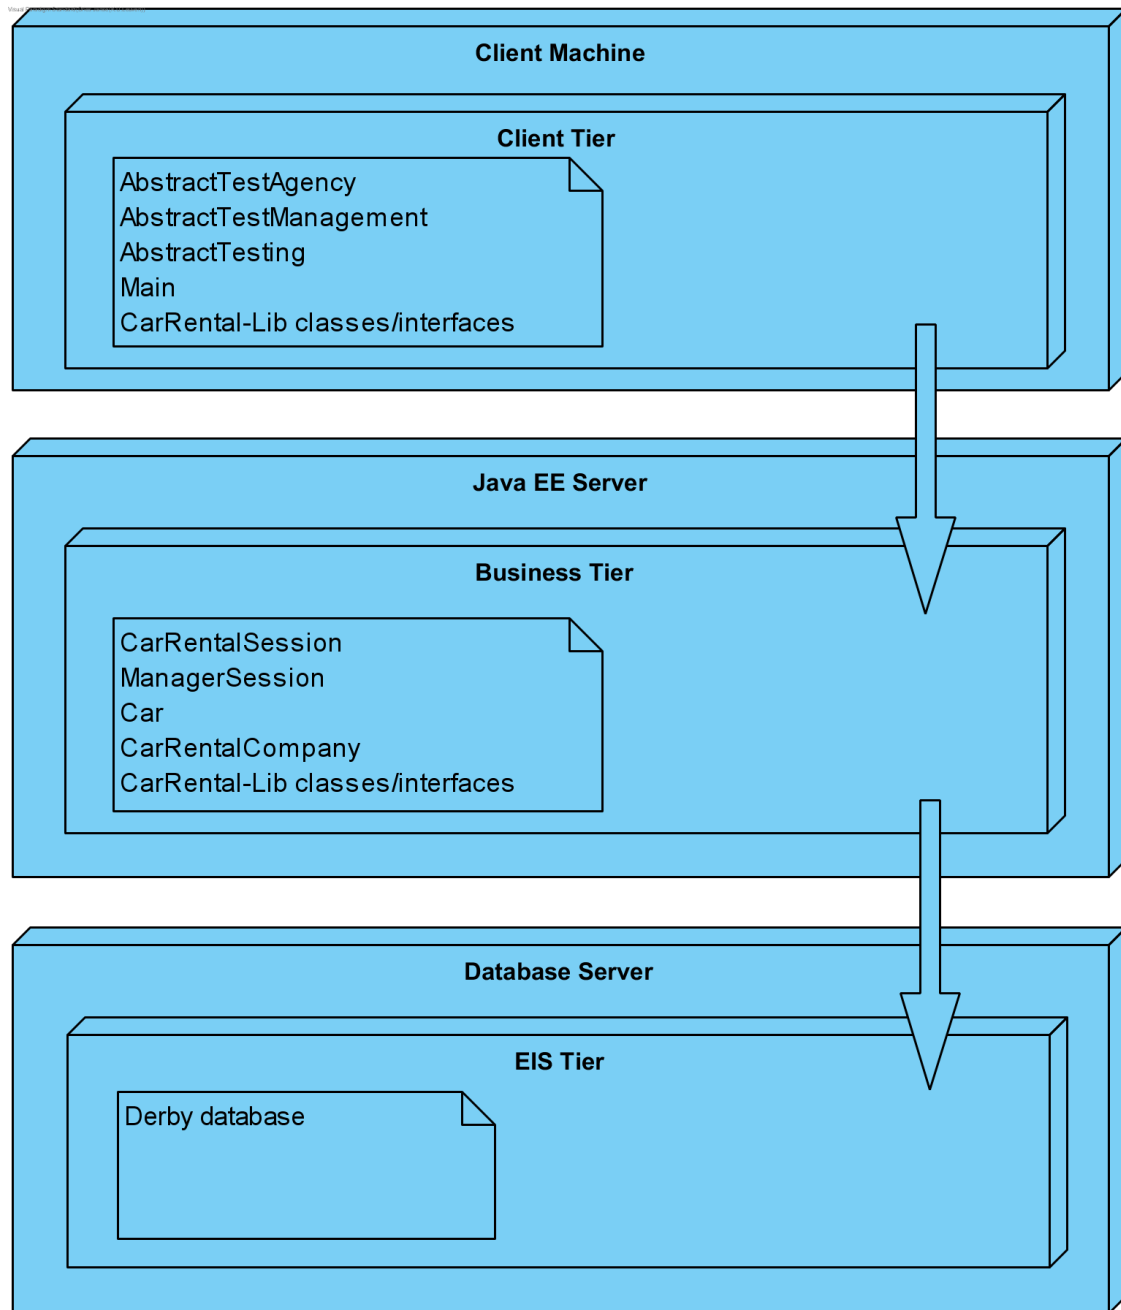 Client Machine
Client Tier
AbstractTestAgency
AbstractTestManagement
AbstractTesting
Main
CarRental-Lib classes/interfaces
Java EE Server
Business Tier
CarRentalSession
ManagerSession
Car
CarRentalCompany
CarRental-Lib classes/interfaces
Database Server
EIS Tier
Derby database